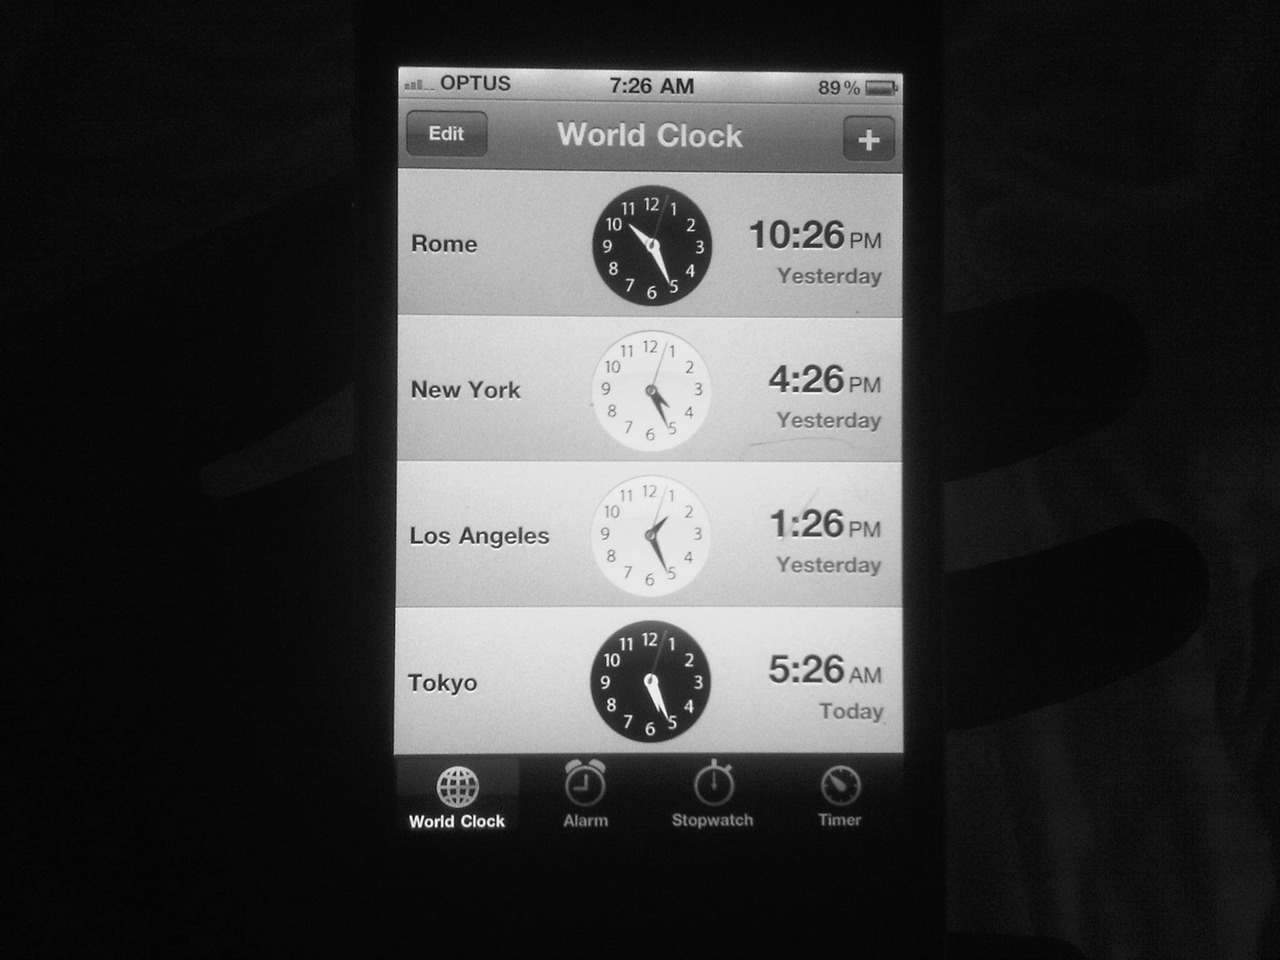 OPTUS 7:26 AM 89%
Edit World Clock +
Rome
12 1 2 3 4 5 6 7 8 9 10 11
10:26 PM
Yesterday
New York
12 1 2 3 4 5 6 7 8 9 10 11
4:26 PM
Yesterday
Los Angeles
12 1 2 3 4 5 6 7 8 9 10 11
1:26 PM
Yesterday
Tokyo
12 1 2 3 4 5 6 7 8 9 10 11
5:26 AM
Today
World Clock Alarm Stopwatch Timer